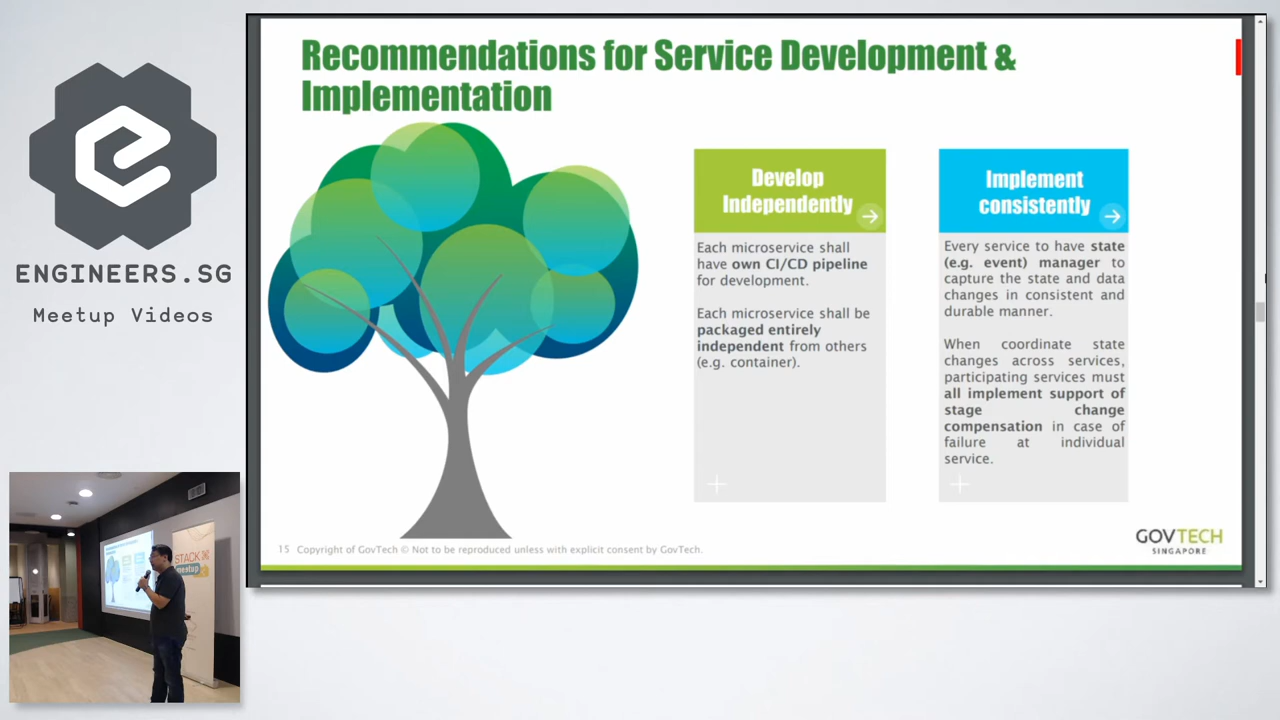 ENGINEERS.SG
Meetup Videos
Recommendations for Service Development &
Implementation
Develop
Independently
Each microservice shall
have own CI/CD pipeline
for development.
Each microservice shall be
packaged entirely
independent from others
(e.g. container).
Implement
consistently
Every service to have state
(e.g. event) manager to
capture the state and data
changes in consistent and
durable manner.
When coordinate state
changes across services,
participating services must
all implement support of
stage change
compensation in case of
failure at individual
service.
15 Copyright of GovTech © Not to be reproduced unless with explicit consent by GovTech.
GOVTECH
SINGAPORE
STACK
meetup